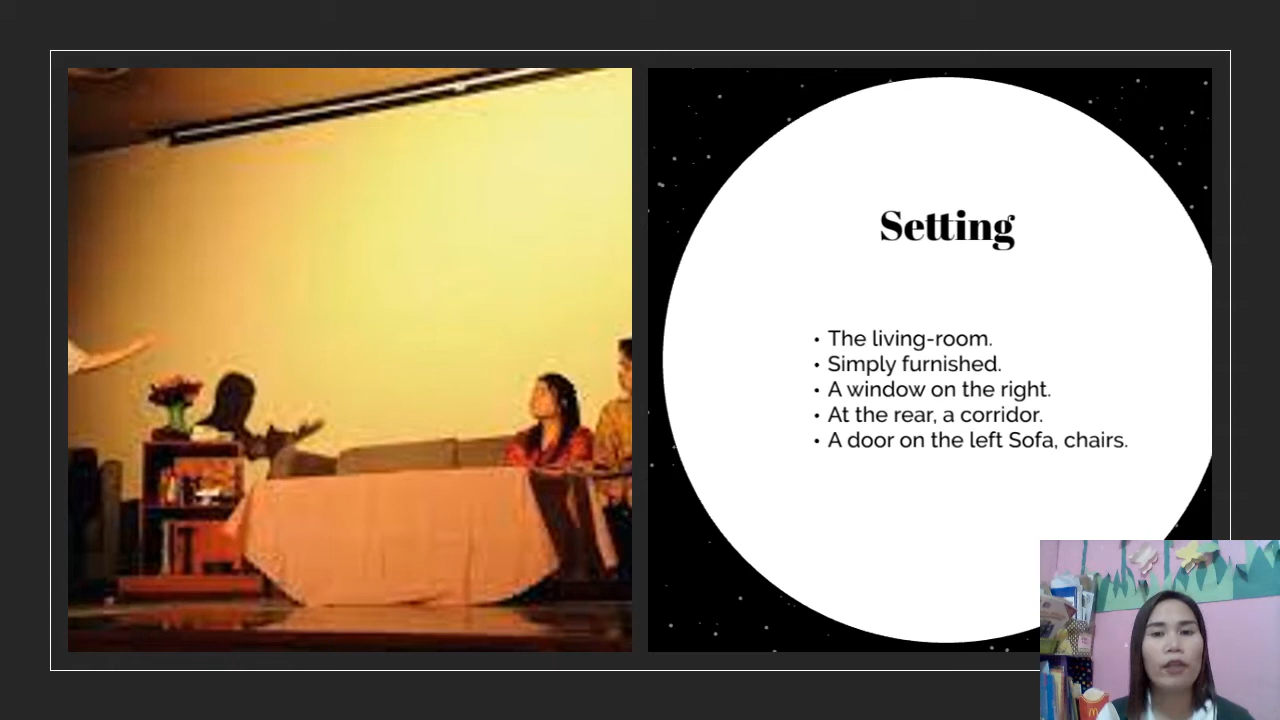 Setting
• The living-room.
• Simply furnished.
• A window on the right.
• At the rear, a corridor.
• A door on the left Sofa, chairs.